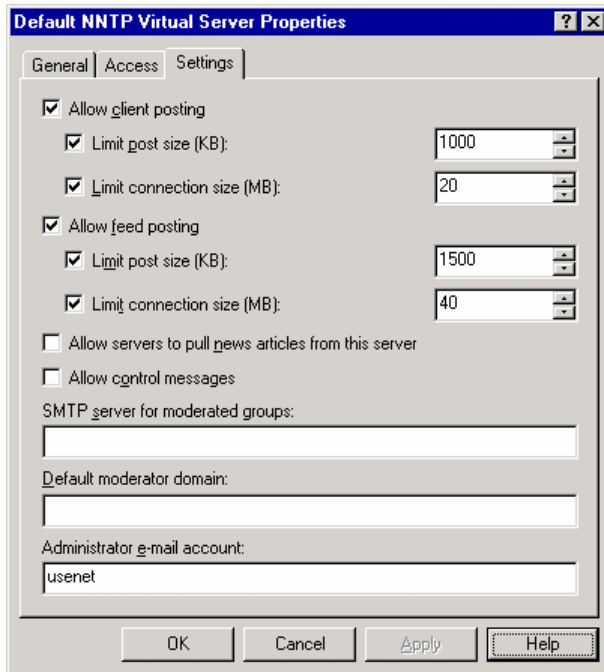 Default NNTP Virtual Server Properties
General Access Settings
Allow client posting
Limit post size (KB): 1000
Limit connection size (MB): 20
Allow feed posting
Limit post size (KB): 1500
Limit connection size (MB): 40
Allow servers to pull news articles from this server
Allow control messages
SMTP server for moderated groups:
Default moderator domain:
Administrator e-mail account:
usenet
OK Cancel Apply Help